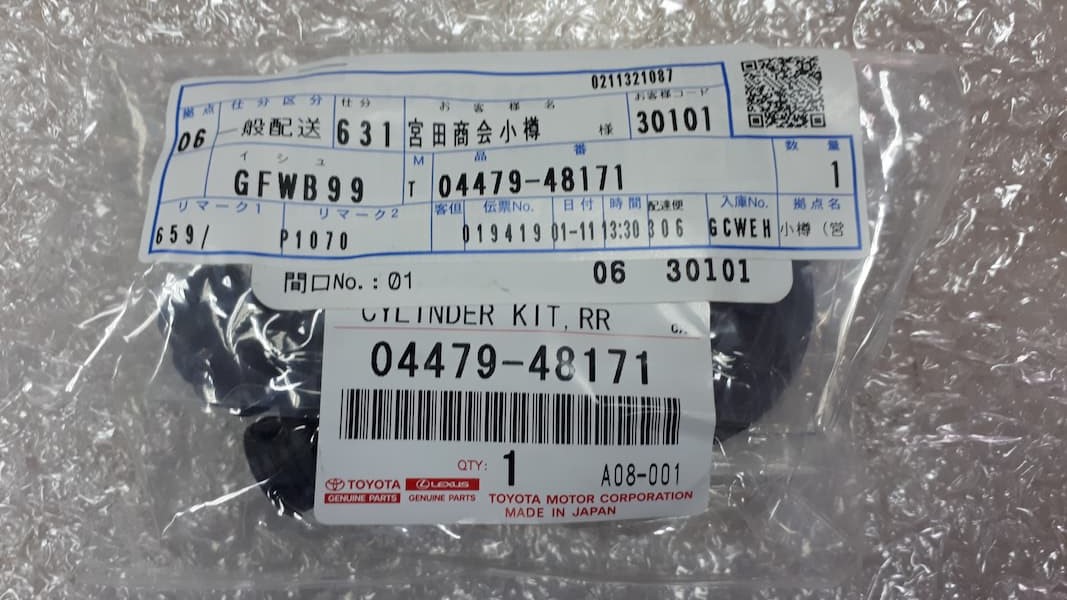 0211321087
拠点 仕分区分 仕分 お客様名 お客様コード
06 一般配送 631 宮田商会小樽 様 30101
イシュ M 品番 数量
GFWB99 T 04479-48171 1
リマーク1 リマーク2 客但 伝票No. 日付 時間 配達便 入庫No. 拠点名
659/ P1070 019419 01-11 13:30 306 GCWEH 小樽(営
間口No.:01 06 30101
CYLINDER KIT, RR
04479-48171
QTY: 1 A08-001
TOYOTA LEXUS
GENUINE PARTS GENUINE PARTS
TOYOTA MOTOR CORPORATION
MADE IN JAPAN